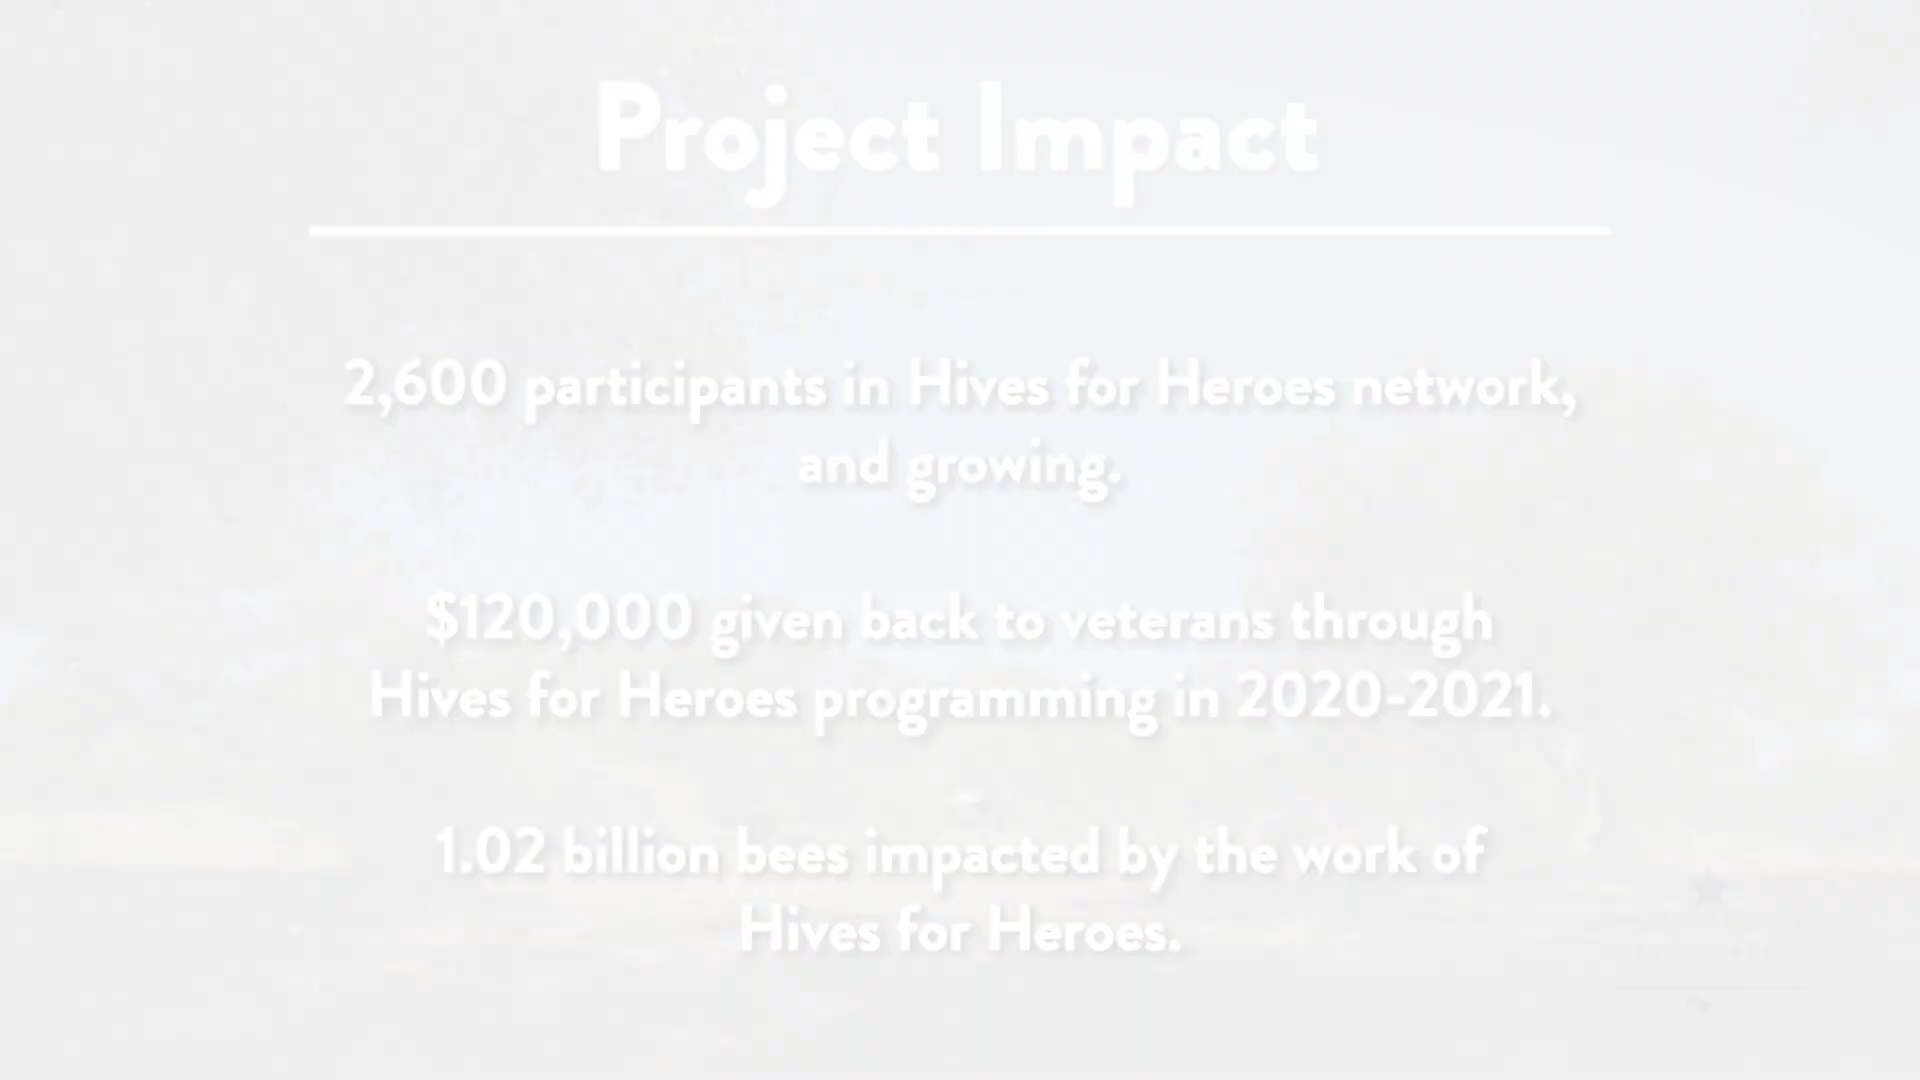 Project Impact
2,600 participants in Hives for Heroes network,
and growing.
$120,000 given back to veterans through
Hives for Heroes programming in 2020-2021.
1.02 billion bees impacted by the work of
Hives for Heroes.